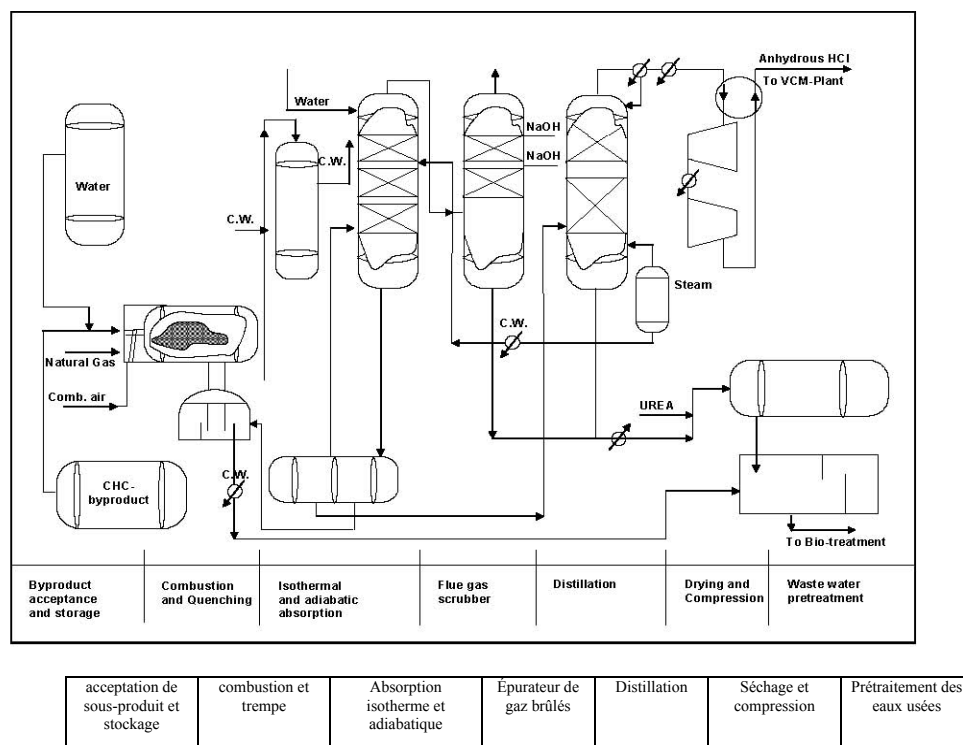 Anhydrous HCl
To VCM-Plant
Water
NaOH
NaOH
C.W.
Water
C.W.
Steam
C.W.
Natural Gas
Comb. air
UREA
C.W.
CHC-
byproduct
To Bio-treatment
Byproduct
acceptance
and storage
Combustion
and Quenching
Isothermal
and adiabatic
absorption
Flue gas
scrubber
Distillation
Drying and
Compression
Waste water
pretreatment
acceptation de
sous-produit et
stockage
combustion et
trempe
Absorption
isotherme et
adiabatique
Épurateur de
gaz brûlés
Distillation
Séchage et
compression
Prétraitement des
eaux usées